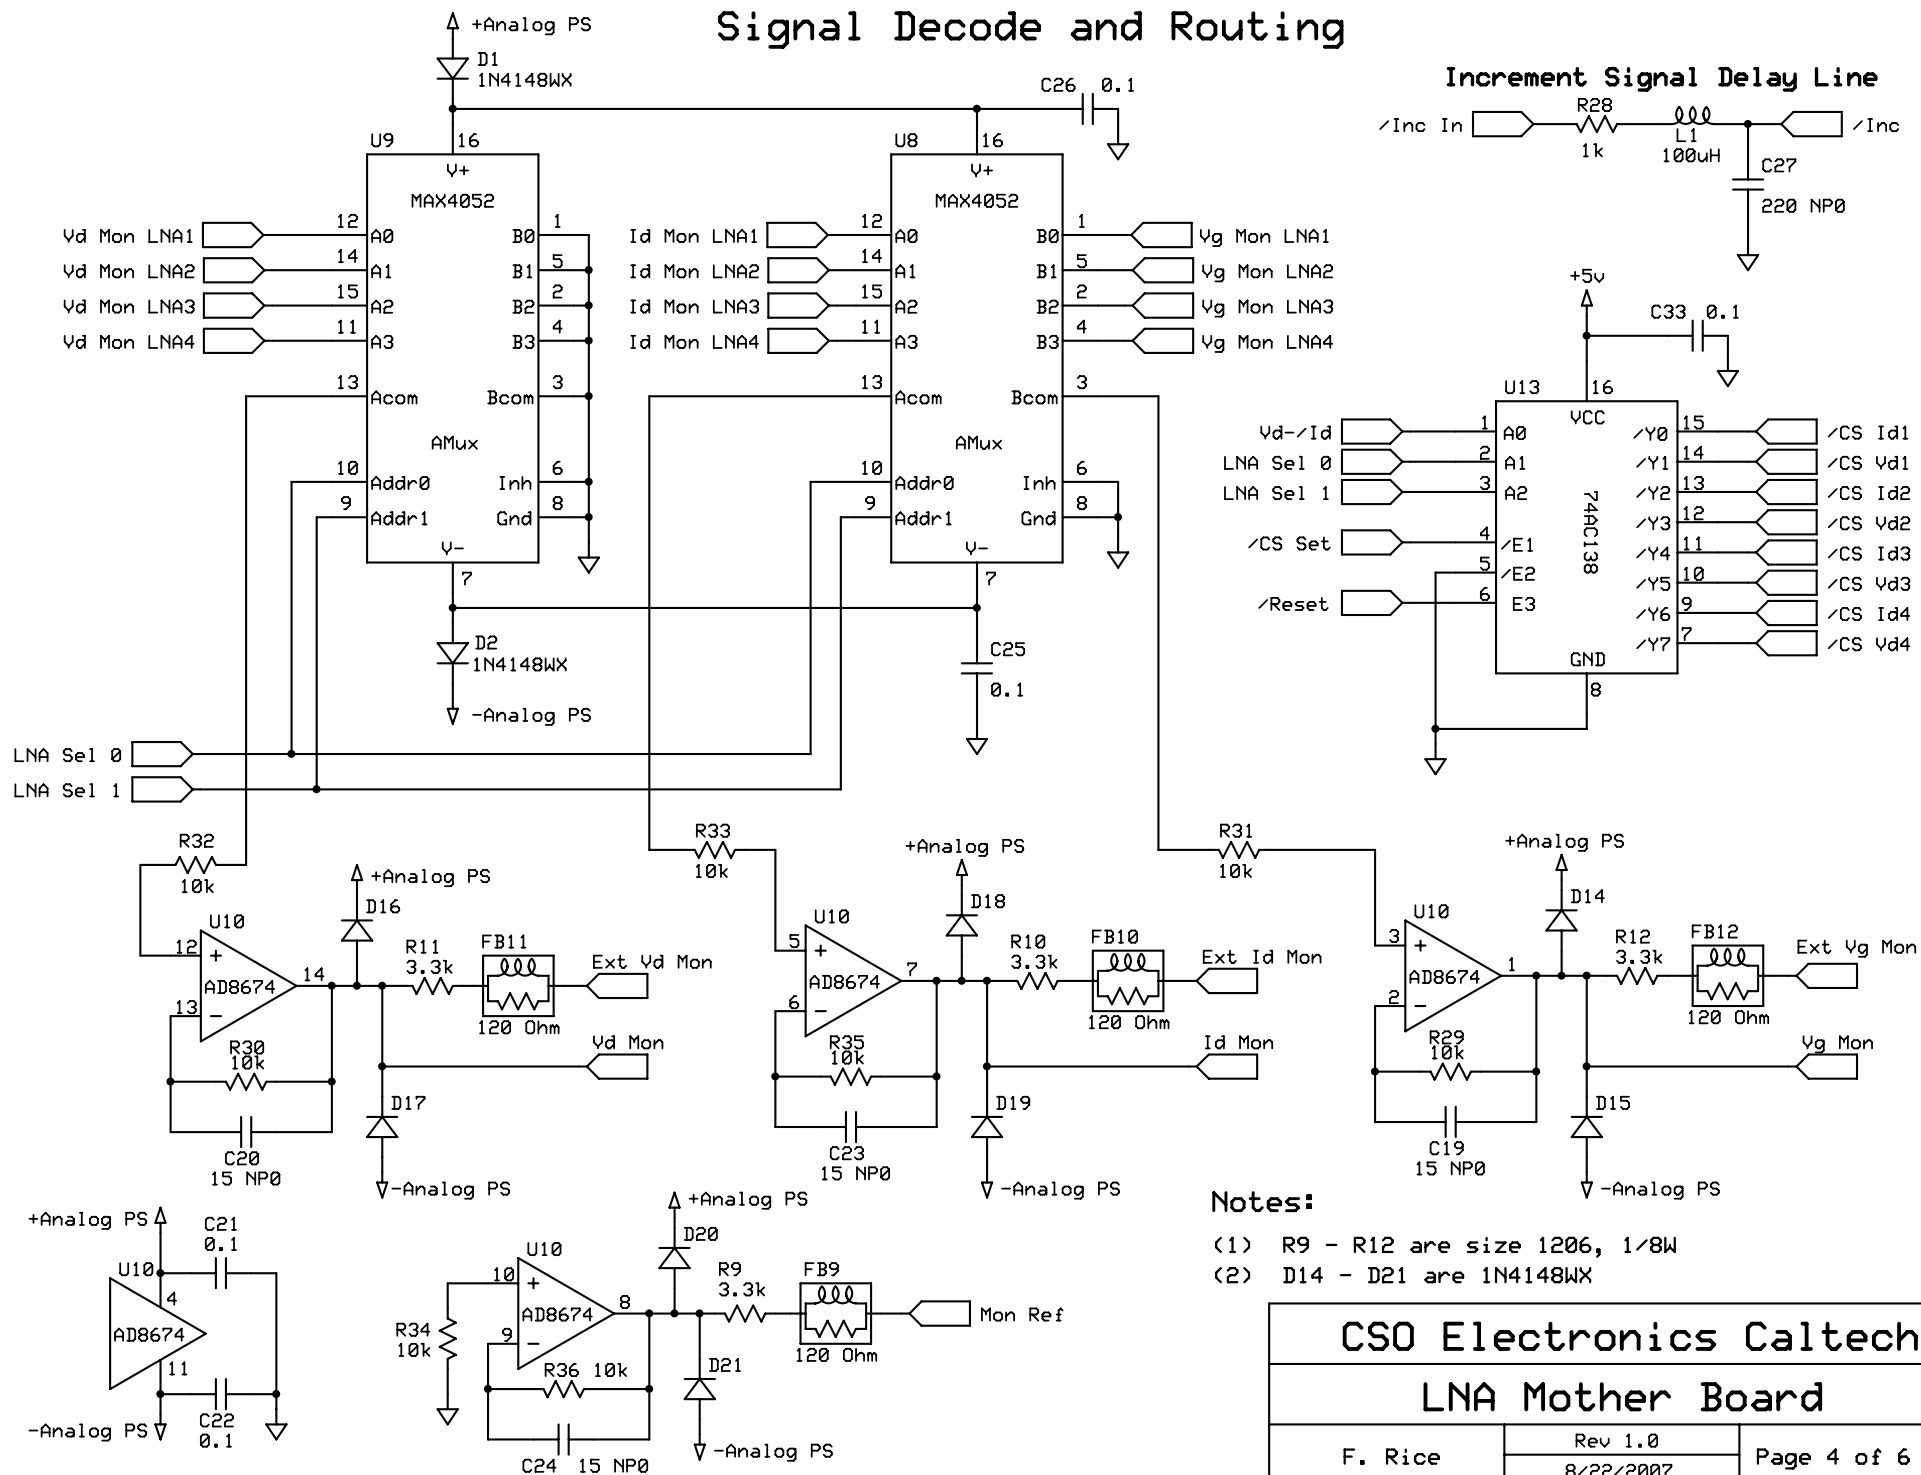 Signal Decode and Routing
+Analog PS
D1
1N4148WX
C26 0.1
U9
16
V+
MAX4052
Vd Mon LNA1
12
A0
B0
1
Vd Mon LNA2
14
A1
B1
5
Vd Mon LNA3
15
A2
B2
2
Vd Mon LNA4
11
A3
B3
4
13
Acom
Bcom
3
AMux
10
Addr0
Inh
6
9
Addr1
Gnd
8
V-
7
D2
1N4148WX
-Analog PS
U8
16
V+
MAX4052
Id Mon LNA1
12
A0
B0
1
Vg Mon LNA1
Id Mon LNA2
14
A1
B1
5
Vg Mon LNA2
Id Mon LNA3
15
A2
B2
2
Vg Mon LNA3
Id Mon LNA4
11
A3
B3
4
Vg Mon LNA4
13
Acom
Bcom
3
AMux
10
Addr0
Inh
6
9
Addr1
Gnd
8
V-
7
C25
0.1
LNA Sel 0
LNA Sel 1
Increment Signal Delay Line
/Inc In
R28
1k
L1
100uH
/Inc
C27
220 NP0
+5v
C33 0.1
U13
16
VCC
74AC138
Vd-/Id
1
A0
/Y0
15
/CS Id1
LNA Sel 0
2
A1
/Y1
14
/CS Vd1
LNA Sel 1
3
A2
/Y2
13
/CS Id2
/Y3
12
/CS Vd2
/CS Set
4
/E1
/Y4
11
/CS Id3
5
/E2
/Y5
10
/CS Vd3
/Reset
6
E3
/Y6
9
/CS Id4
/Y7
7
/CS Vd4
GND
8
R32
10k
U10
12
+
AD8674
14
13
-
R30
10k
C20
15 NP0
+Analog PS
D16
R11
3.3k
FB11
120 Ohm
Ext Vd Mon
Vd Mon
D17
-Analog PS
R33
10k
U10
5
+
AD8674
7
6
-
R35
10k
C23
15 NP0
+Analog PS
D18
R10
3.3k
FB10
120 Ohm
Ext Id Mon
Id Mon
D19
-Analog PS
R31
10k
U10
3
+
AD8674
1
2
-
R29
10k
C19
15 NP0
+Analog PS
D14
R12
3.3k
FB12
120 Ohm
Ext Vg Mon
Vg Mon
D15
-Analog PS
+Analog PS
C21
0.1
U10
4
AD8674
11
C22
0.1
-Analog PS
U10
10
+
AD8674
8
9
-
R34
10k
R36 10k
C24 15 NP0
+Analog PS
D20
R9
3.3k
FB9
120 Ohm
Mon Ref
D21
-Analog PS
Notes:
(1) R9 - R12 are size 1206, 1/8W
(2) D14 - D21 are 1N4148WX
CSO Electronics Caltech
LNA Mother Board
F. Rice
Rev 1.0
8/22/2007
Page 4 of 6